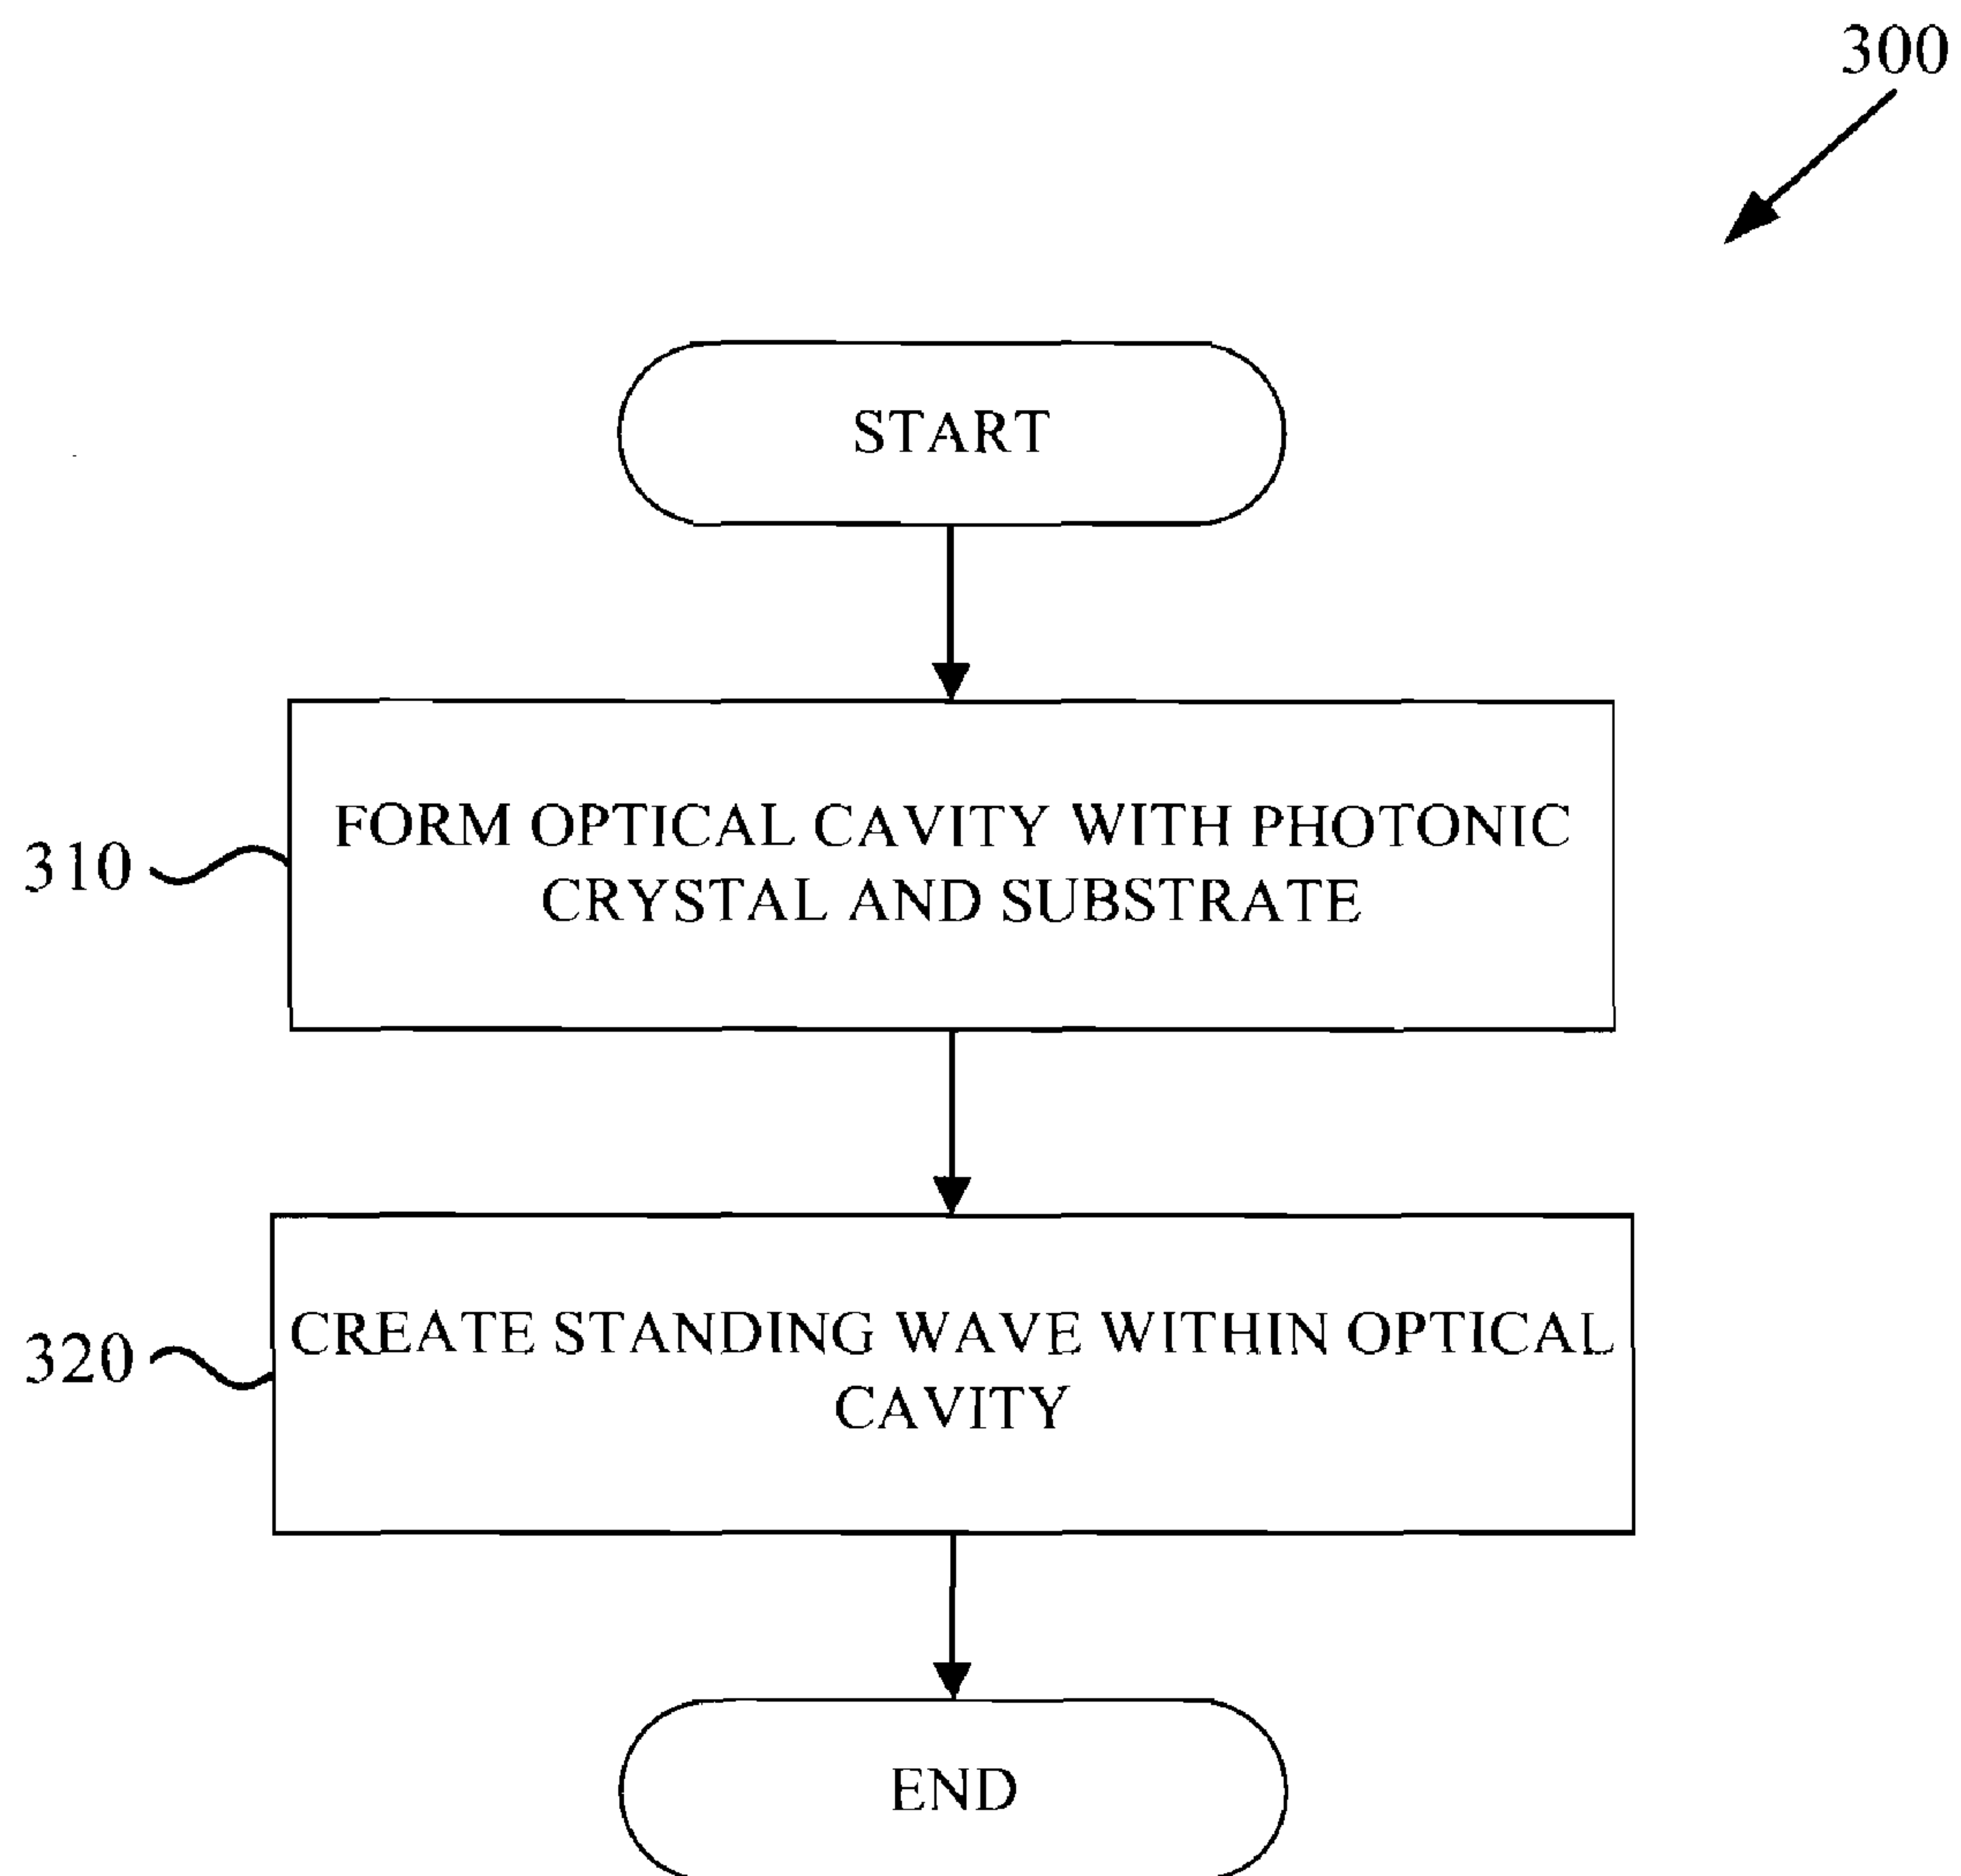 300
START
310
FORM OPTICAL CAVITY WITH PHOTONIC
CRYSTAL AND SUBSTRATE
320
CREATE STANDING WAVE WITHIN OPTICAL
CAVITY
END